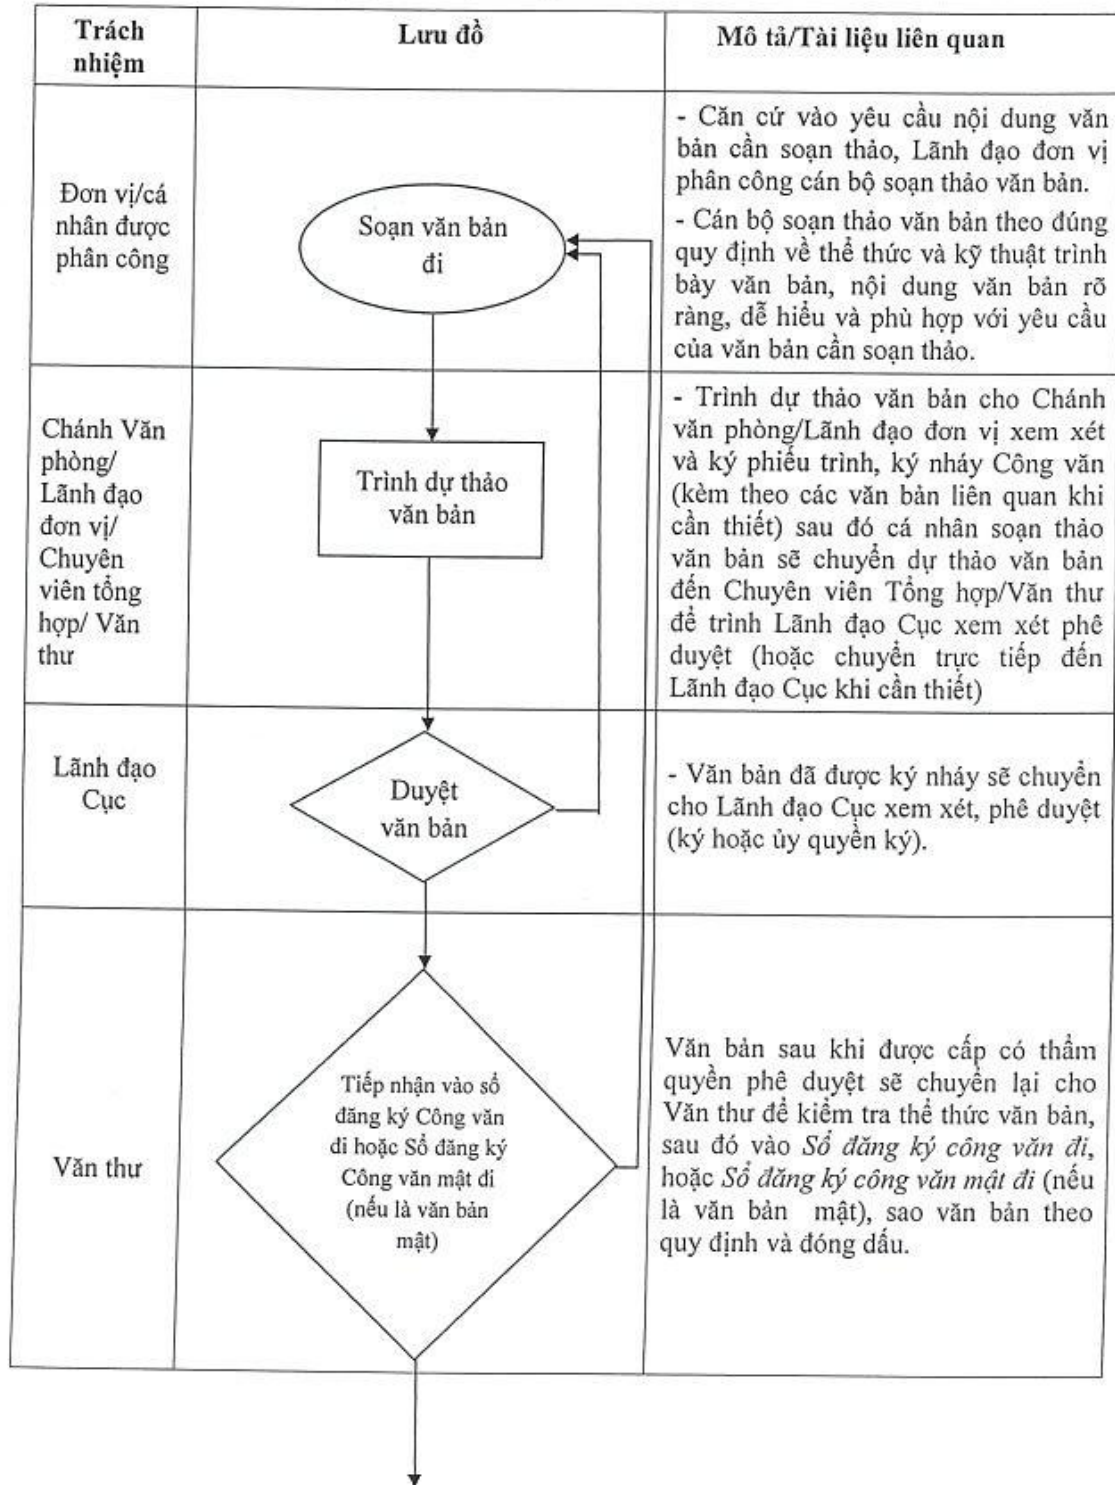 Trách
nhiệm
Lưu đồ
Mô tả/Tài liệu liên quan
Đơn vị/cá
nhân được
phân công
Soạn văn bản
đi
- Căn cứ vào yêu cầu nội dung văn
bản cần soạn thảo, Lãnh đạo đơn vị
phân công cán bộ soạn thảo văn bản.
- Cán bộ soạn thảo văn bản theo đúng
quy định về thể thức và kỹ thuật trình
bày văn bản, nội dung văn bản rõ
ràng, dễ hiểu và phù hợp với yêu cầu
của văn bản cần soạn thảo.
Chánh Văn
phòng/
Lãnh đạo
đơn vị/
Chuyên
viên tổng
hợp/ Văn
thư
Trình dự thảo
văn bản
- Trình dự thảo văn bản cho Chánh
văn phòng/Lãnh đạo đơn vị xem xét
và ký phiếu trình, ký nháy Công văn
(kèm theo các văn bản liên quan khi
cần thiết) sau đó cá nhân soạn thảo
văn bản sẽ chuyển dự thảo văn bản
đến Chuyên viên Tổng hợp/Văn thư
để trình Lãnh đạo Cục xem xét phê
duyệt (hoặc chuyển trực tiếp đến
Lãnh đạo Cục khi cần thiết)
Lãnh đạo
Cục
Duyệt
văn bản
- Văn bản đã được ký nháy sẽ chuyển
cho Lãnh đạo Cục xem xét, phê duyệt
(ký hoặc ủy quyền ký).
Văn thư
Tiếp nhận vào sổ
đăng ký Công văn
đi hoặc Sổ đăng ký
Công văn mật đi
(nếu là văn bản
mật)
Văn bản sau khi được cấp có thẩm
quyền phê duyệt sẽ chuyển lại cho
Văn thư để kiểm tra thể thức văn bản,
sau đó vào Sổ đăng ký công văn đi,
hoặc Sổ đăng ký công văn mật đi (nếu
là văn bản mật), sao văn bản theo
quy định và đóng dấu.